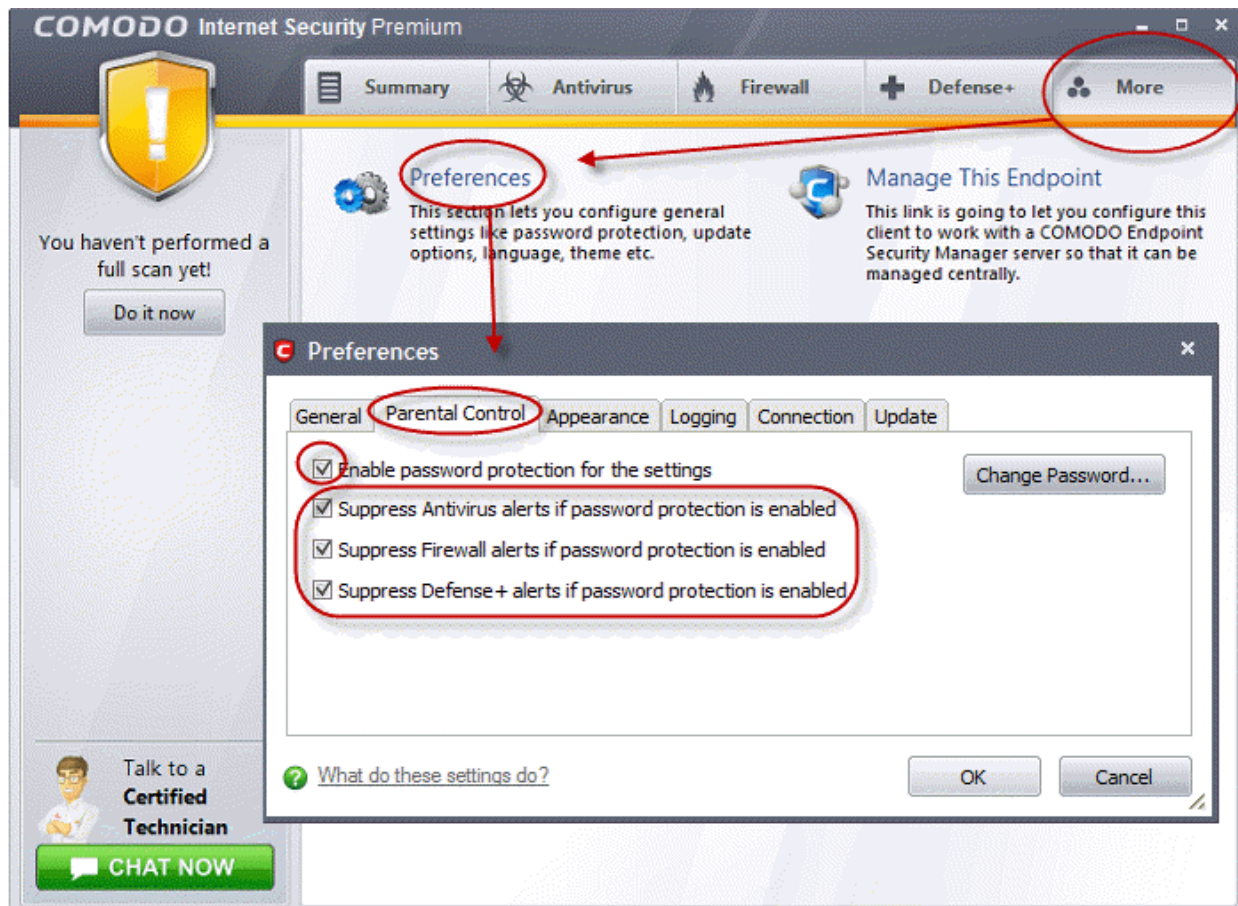 COMODO Internet Security Premium
Summary
Antivirus
Firewall
Defense+
More
You haven't performed a
full scan yet!
Do it now
Preferences
This section lets you configure general
settings like password protection, update
options, language, theme etc.
Manage This Endpoint
This link is going to let you configure this
client to work with a COMODO Endpoint
Security Manager server so that it can be
managed centrally.
Preferences
General
Parental Control
Appearance
Logging
Connection
Update
Enable password protection for the settings
Change Password...
Suppress Antivirus alerts if password protection is enabled
Suppress Firewall alerts if password protection is enabled
Suppress Defense+ alerts if password protection is enabled
What do these settings do?
OK
Cancel
Talk to a
Certified
Technician
CHAT NOW